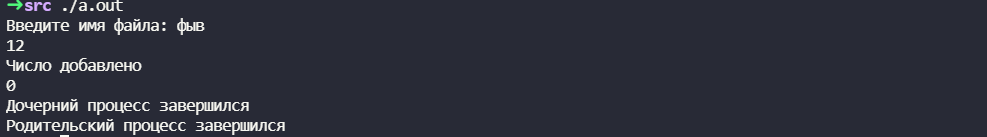 →src ./a.out
Введите имя файла: фыв
12
Число добавлено
0
Дочерний процесс завершился
Родительский процесс завершился